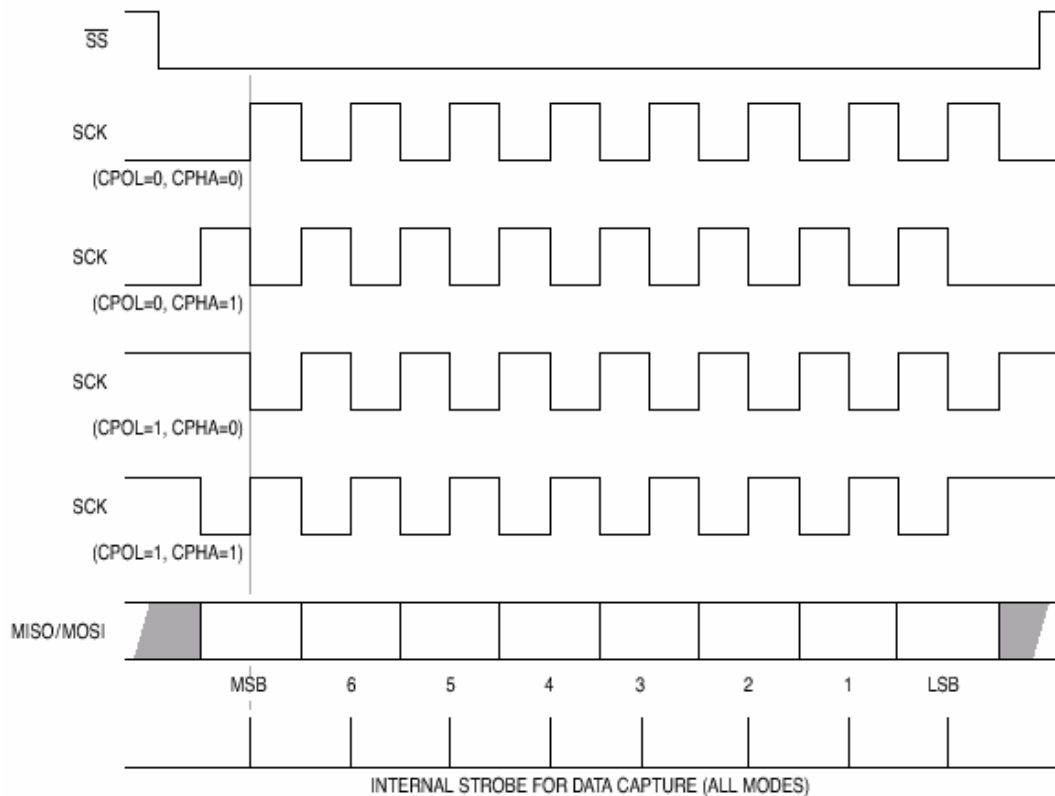 SS
SCK
(CPOL=0, CPHA=0)
SCK
(CPOL=0, CPHA=1)
SCK
(CPOL=1, CPHA=0)
SCK
(CPOL=1, CPHA=1)
MISO/MOSI
MSB 6 5 4 3 2 1 LSB
INTERNAL STROBE FOR DATA CAPTURE (ALL MODES)